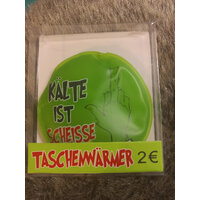 KÄLTE
IST
SCHEISSE
TASCHENWÄRMER 2€